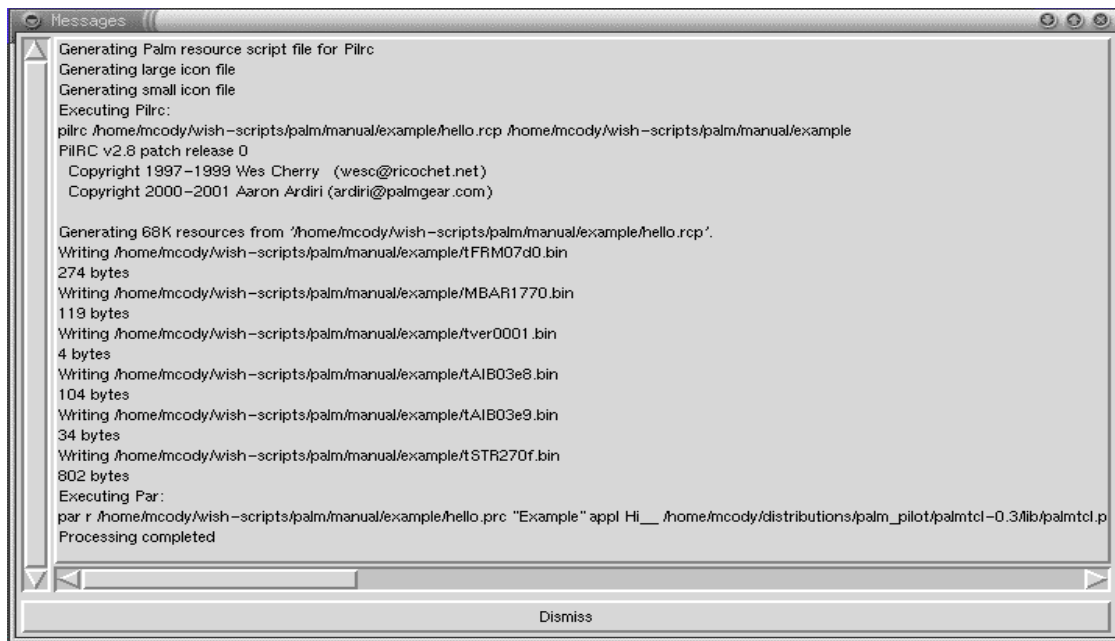 Messages
Generating Palm resource script file for Pilrc
Generating large icon file
Generating small icon file
Executing Pilrc:
pilrc /home/mcody/wish-scripts/palm/manual/example/hello.rcp /home/mcody/wish-scripts/palm/manual/example
PilRC v2.8 patch release 0
Copyright 1997-1999 Wes Cherry (wesc@ricochet.net)
Copyright 2000-2001 Aaron Ardiri (ardiri@palmgear.com)
Generating 68K resources from '/home/mcody/wish-scripts/palm/manual/example/hello.rcp'.
Writing /home/mcody/wish-scripts/palm/manual/example/tFRM07d0.bin
274 bytes
Writing /home/mcody/wish-scripts/palm/manual/example/MBAR1770.bin
119 bytes
Writing /home/mcody/wish-scripts/palm/manual/example/tver0001.bin
4 bytes
Writing /home/mcody/wish-scripts/palm/manual/example/tAIB03e8.bin
104 bytes
Writing /home/mcody/wish-scripts/palm/manual/example/tAIB03e9.bin
34 bytes
Writing /home/mcody/wish-scripts/palm/manual/example/tSTR270f.bin
802 bytes
Executing Par:
par r /home/mcody/wish-scripts/palm/manual/example/hello.prc "Example" appl Hi__ /home/mcody/distributions/palm_pilot/palmtcl-0.3/lib/palmtcl.p
Processing completed
Dismiss